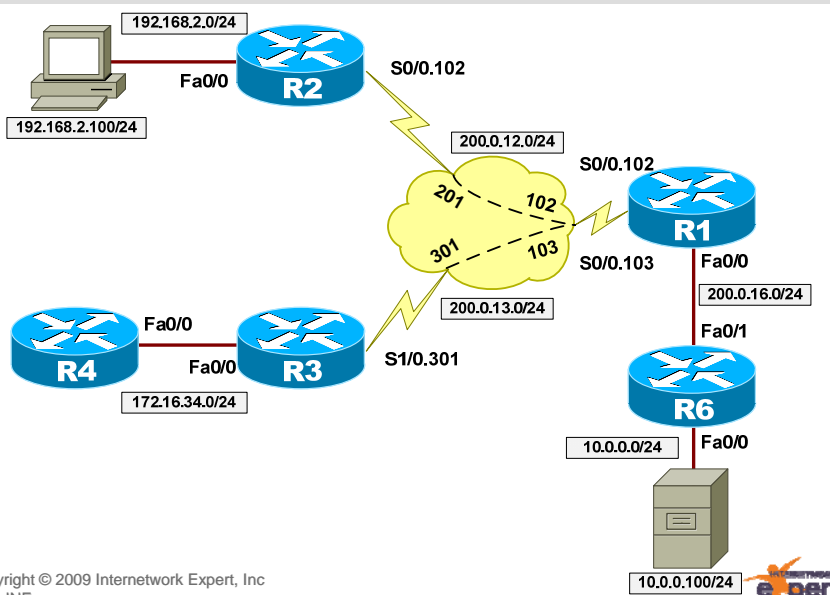 192.168.2.0/24
Fa0/0
R2
S0/0.102
192.168.2.100/24
200.0.12.0/24
S0/0.102
201
102
R1
301
103
S0/0.103
Fa0/0
200.0.13.0/24
200.0.16.0/24
Fa0/0
Fa0/1
R4
Fa0/0
R3
S1/0.301
172.16.34.0/24
R6
10.0.0.0/24
Fa0/0
© 2009 Internetwork Expert, Inc
10.0.0.100/24